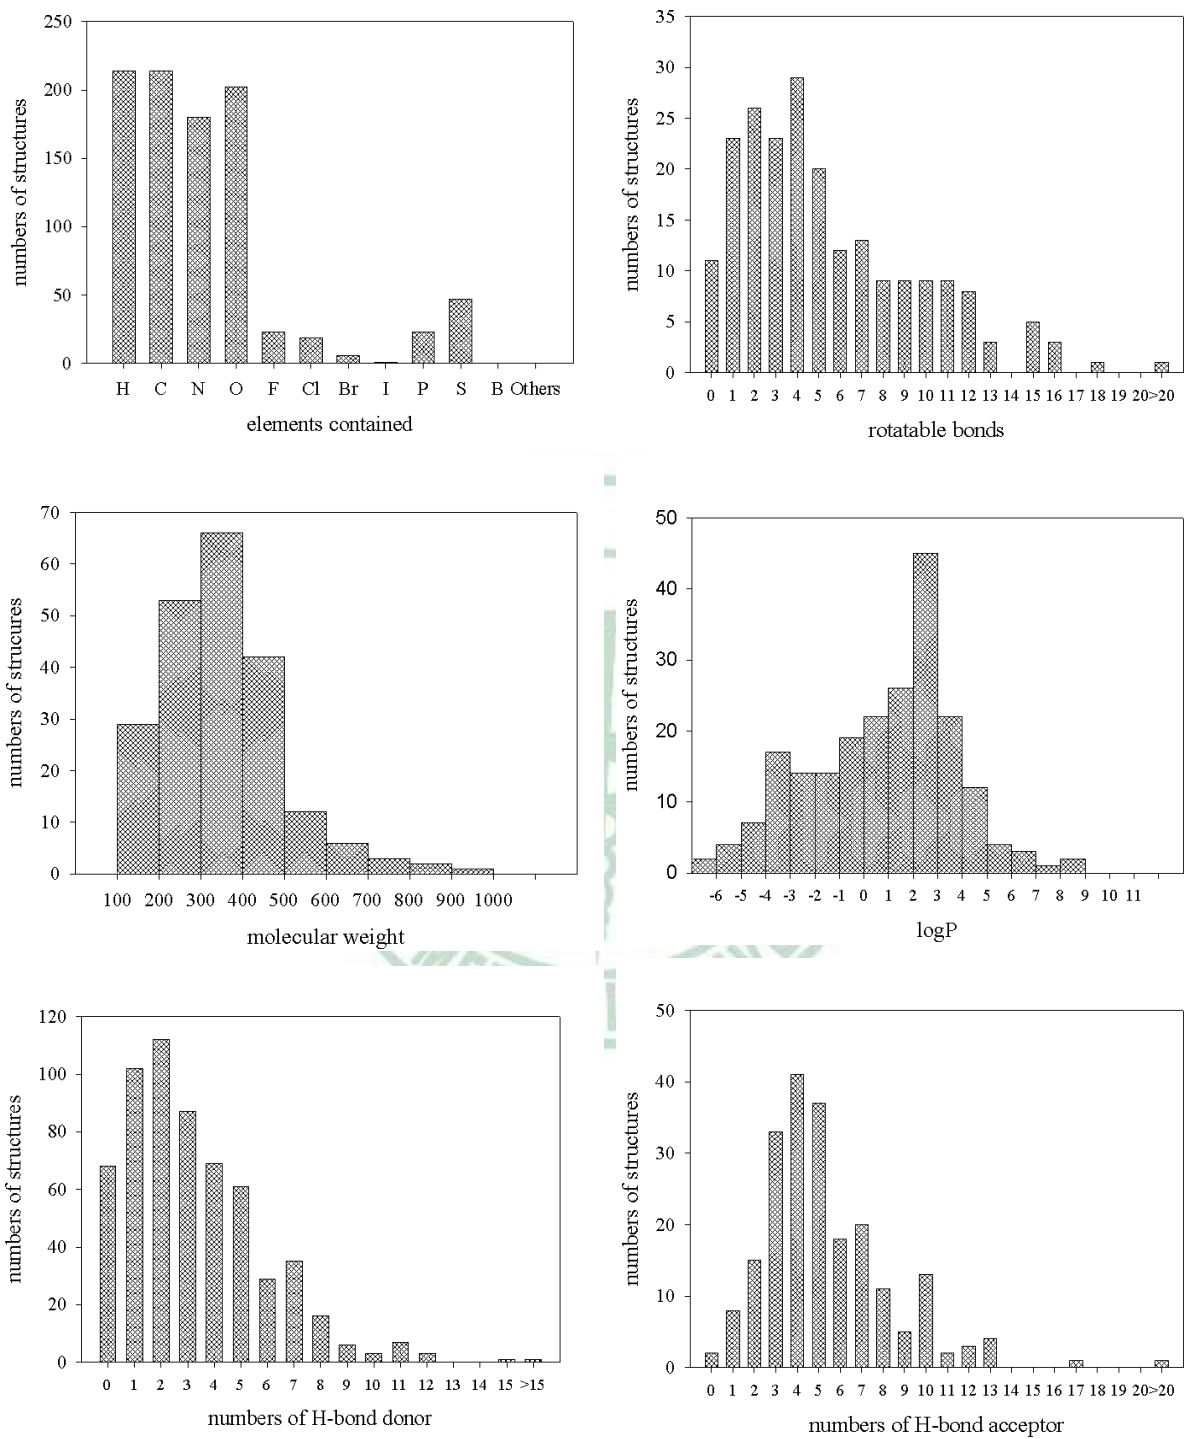 250
200
150
100
50
0
numbers of structures
H C N O F Cl Br I P S B Others
elements contained
35
30
25
20
15
10
5
0
numbers of structures
0 1 2 3 4 5 6 7 8 9 10 11 12 13 14 15 16 17 18 19 20 >20
rotatable bonds
70
60
50
40
30
20
10
0
numbers of strucures
100 200 300 400 500 600 700 800 900 1000
molecular weight
50
40
30
20
10
0
numbers of structures
-6 -5 -4 -3 -2 -1 0 1 2 3 4 5 6 7 8 9 10 11
logP
120
100
80
60
40
20
0
numbers of structures
0 1 2 3 4 5 6 7 8 9 10 11 12 13 14 15 >15
numbers of H-bond donor
50
40
30
20
10
0
numbers of structures
0 1 2 3 4 5 6 7 8 9 10 11 12 13 14 15 16 17 18 19 20 >20
numbers of H-bond acceptor